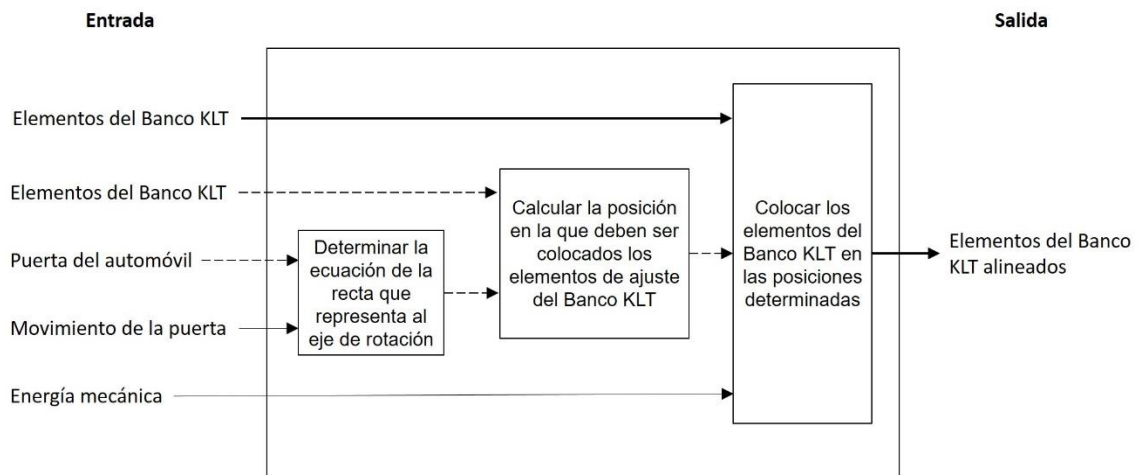 Entrada
Salida
Elementos del Banco KLT
Elementos del Banco KLT
Puerta del automóvil
Movimiento de la puerta
Energía mecánica
Determinar la
ecuación de la
recta que
representa al
eje de rotación
Calcular la posición
en la que deben ser
colocados los
elementos de ajuste
del Banco KLT
Colocar los
elementos del
Banco KLT en
las posiciones
determinadas
Elementos del Banco
KLT alineados